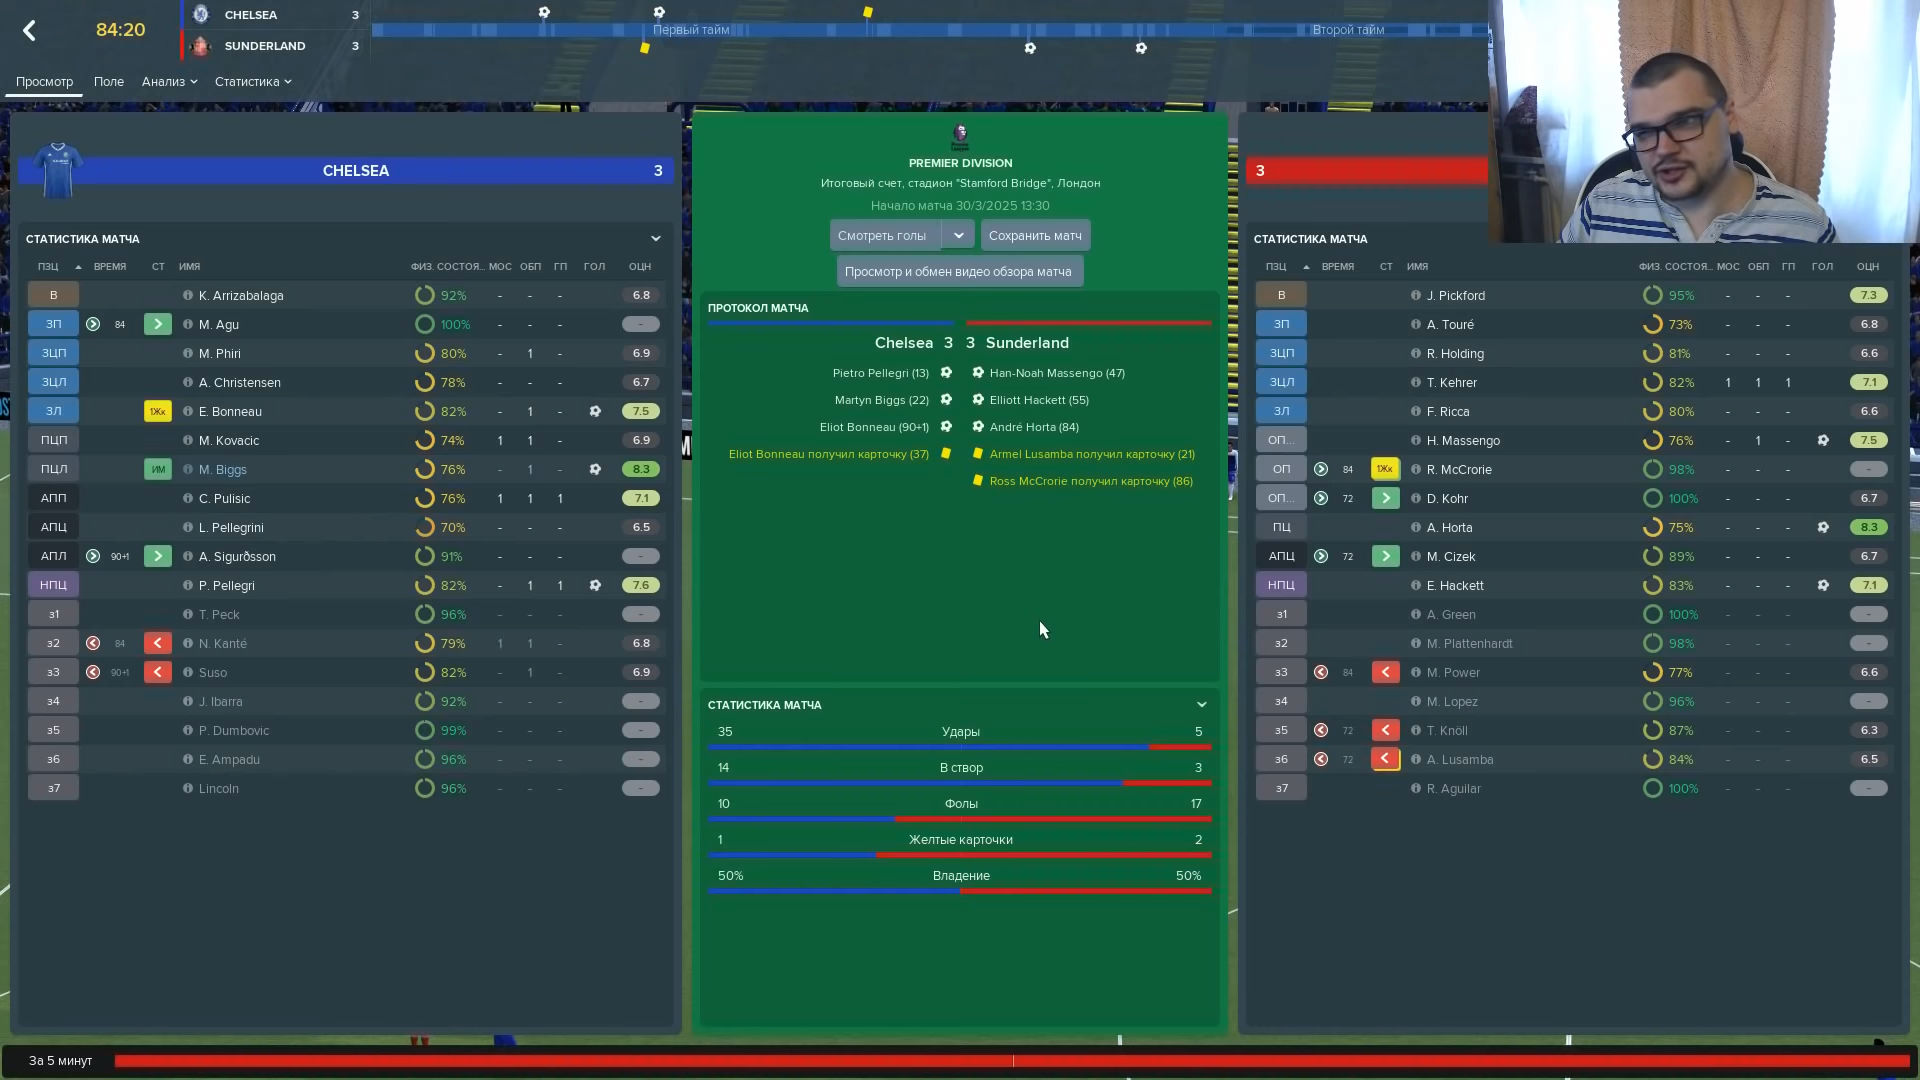 84:20
CHELSEA 3
SUNDERLAND 3
Первый тайм
Второй тайм
Просмотр Поле Анализ Статистика
CHELSEA 3
СТАТИСТИКА МАТЧА
ПЗЦ ВРЕМЯ СТ ИМЯ ФИЗ. СОСТОЯ... МОС ОБП ГП ГОЛ ОЦН
В K. Arrizabalaga 92% - - - 6.8
ЗП 84 M. Agu 100% - - - -
ЗЦП M. Phiri 80% - 1 - 6.9
ЗЦЛ A. Christensen 78% - - - 6.7
ЗЛ 1Жк E. Bonneau 82% - 1 - 7.5
ПЦП M. Kovacic 74% 1 1 - 6.9
ПЦЛ ИМ M. Biggs 76% - 1 - 8.3
АПП C. Pulisic 76% 1 1 1 7.1
АПЦ L. Pellegrini 70% - - - 6.5
АПЛ 90+1 A. Sigurðsson 91% - - - -
НПЦ P. Pellegri 82% - 1 1 7.6
з1 T. Peck 96% - - - -
з2 84 N. Kanté 79% 1 1 - 6.8
з3 90+1 Suso 82% - 1 - 6.9
з4 J. Ibarra 92% - - - -
з5 P. Dumbovic 99% - - - -
з6 E. Ampadu 96% - - - -
з7 Lincoln 96% - - - -
PREMIER DIVISION
Итоговый счет, стадион "Stamford Bridge", Лондон
Начало матча 30/3/2025 13:30
Смотреть голы Сохранить матч
Просмотр и обмен видео обзора матча
ПРОТОКОЛ МАТЧА
Chelsea 3 3 Sunderland
Pietro Pellegri (13) Han-Noah Massengo (47)
Martyn Biggs (22) Elliott Hackett (55)
Eliot Bonneau (90+1) André Horta (84)
Eliot Bonneau получил карточку (37) Armel Lusamba получил карточку (21)
Ross McCrorie получил карточку (86)
СТАТИСТИКА МАТЧА
35 Удары 5
14 В створ 3
10 Фолы 17
1 Желтые карточки 2
50% Владение 50%
3
СТАТИСТИКА МАТЧА
ПЗЦ ВРЕМЯ СТ ИМЯ ФИЗ. СОСТОЯ... МОС ОБП ГП ГОЛ ОЦН
В J. Pickford 95% - - - 7.3
ЗП A. Touré 73% - - - 6.8
ЗЦП R. Holding 81% - - - 6.6
ЗЦЛ T. Kehrer 82% 1 1 1 7.1
ЗЛ F. Ricca 80% - - - 6.6
ОП... H. Massengo 76% - 1 - 7.5
ОП 84 1Жк R. McCrorie 98% - - - -
ОП... 72 D. Kohr 100% - - - 6.7
ПЦ A. Horta 75% - - - 8.3
АПЦ 72 M. Cizek 89% - - - 6.7
НПЦ E. Hackett 83% - - - 7.1
з1 A. Green 100% - - - -
з2 M. Plattenhardt 98% - - - -
з3 84 M. Power 77% - - - 6.6
з4 M. Lopez 96% - - - -
з5 72 T. Knöll 87% - - - 6.3
з6 72 A. Lusamba 84% - - - 6.5
з7 R. Aguilar 100% - - - -
За 5 минут